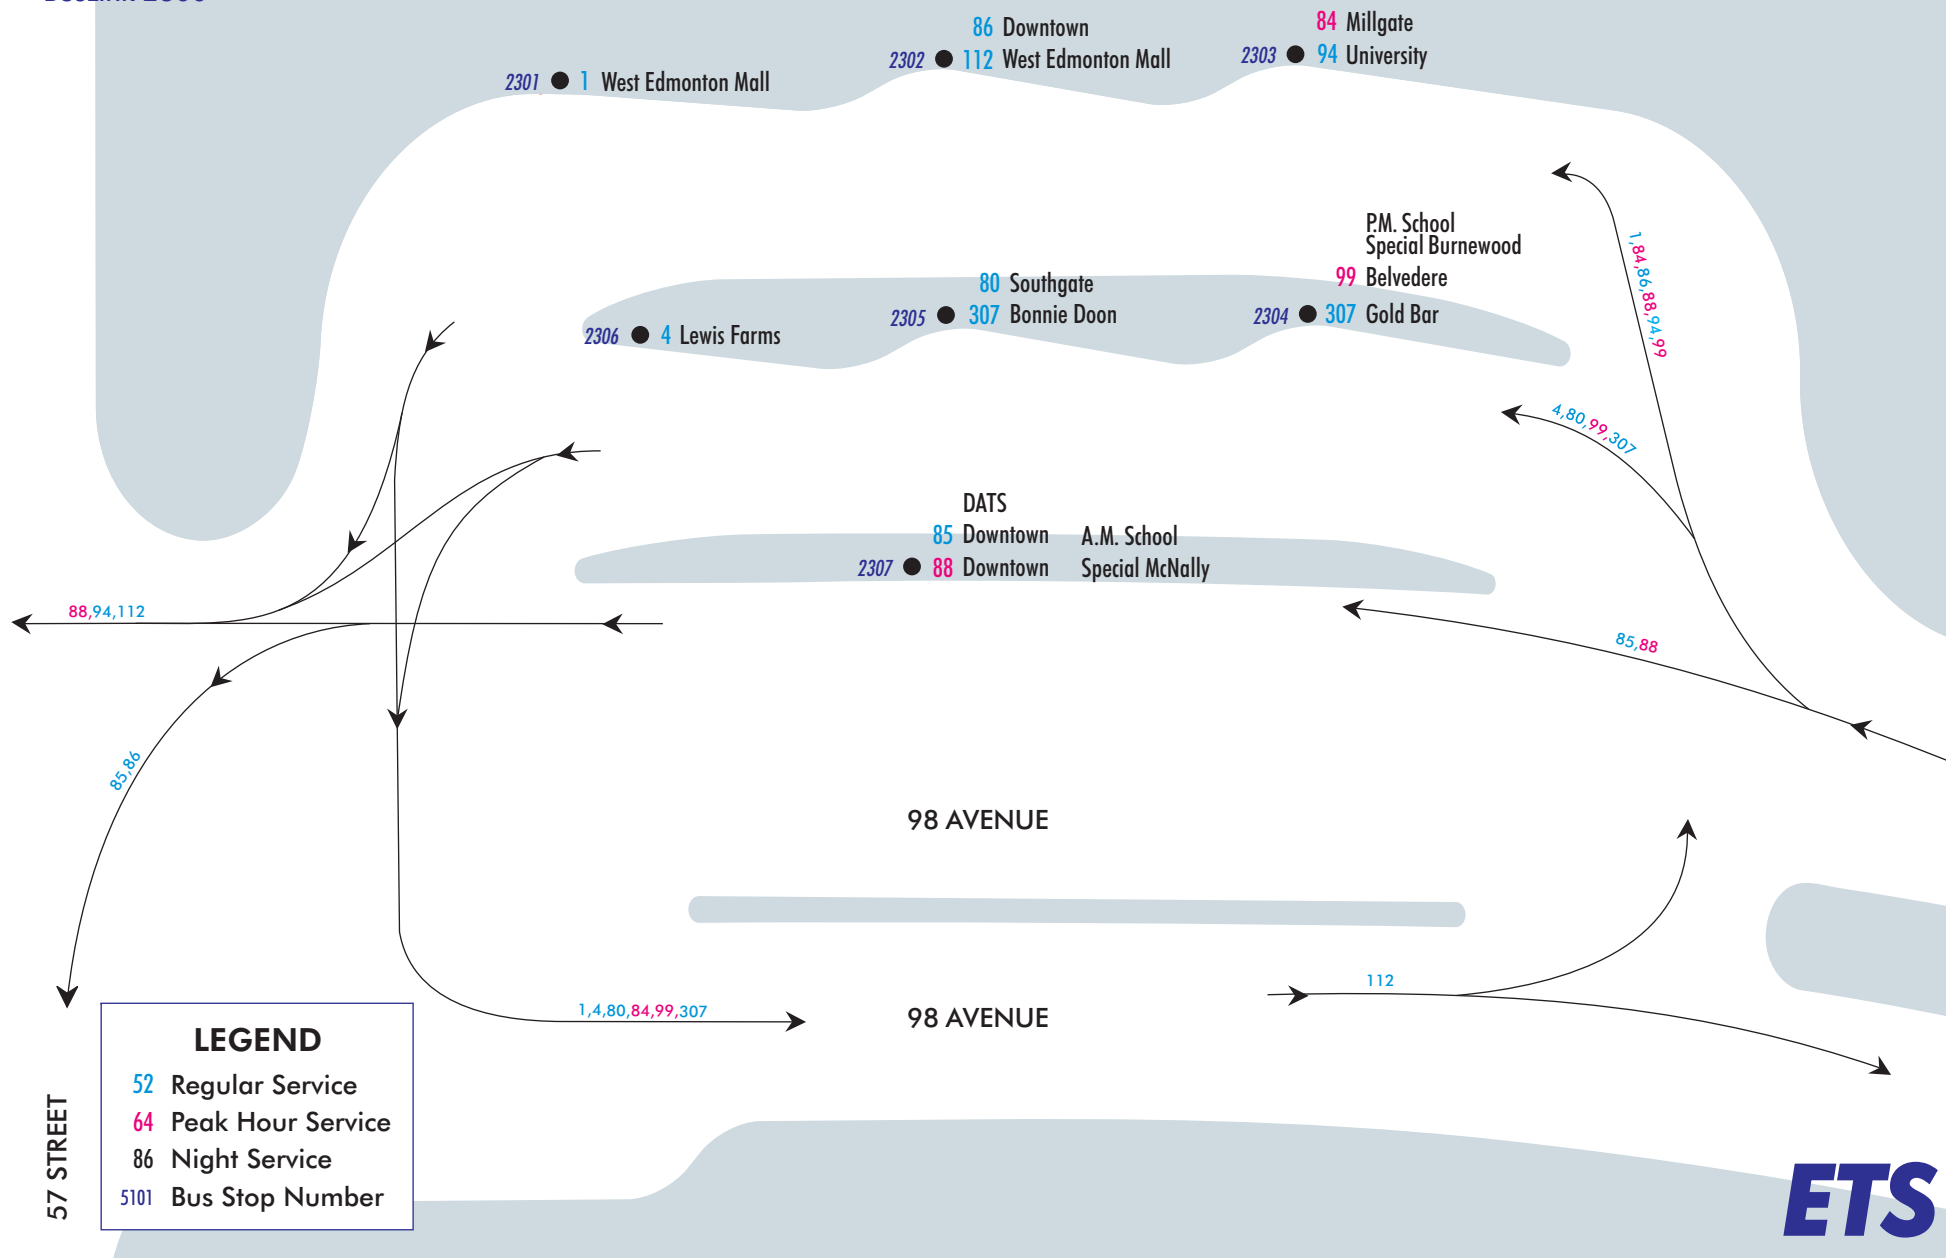 86 Downtown
2302 112 West Edmonton Mall
84 Millgate
2303 94 University
2301 1 West Edmonton Mall
1,84,86,88,94,99
P.M. School
Special Burnewood
99 Belvedere
2304 307 Gold Bar
80 Southgate
2305 307 Bonnie Doon
2306 4 Lewis Farms
4,80,99,307
DATS
85 Downtown A.M. School
2307 88 Downtown Special McNally
88,94,112
85,88
85,86
98 AVENUE
112
1,4,80,84,99,307
98 AVENUE
LEGEND
52 Regular Service
64 Peak Hour Service
86 Night Service
5101 Bus Stop Number
57 STREET
ETS